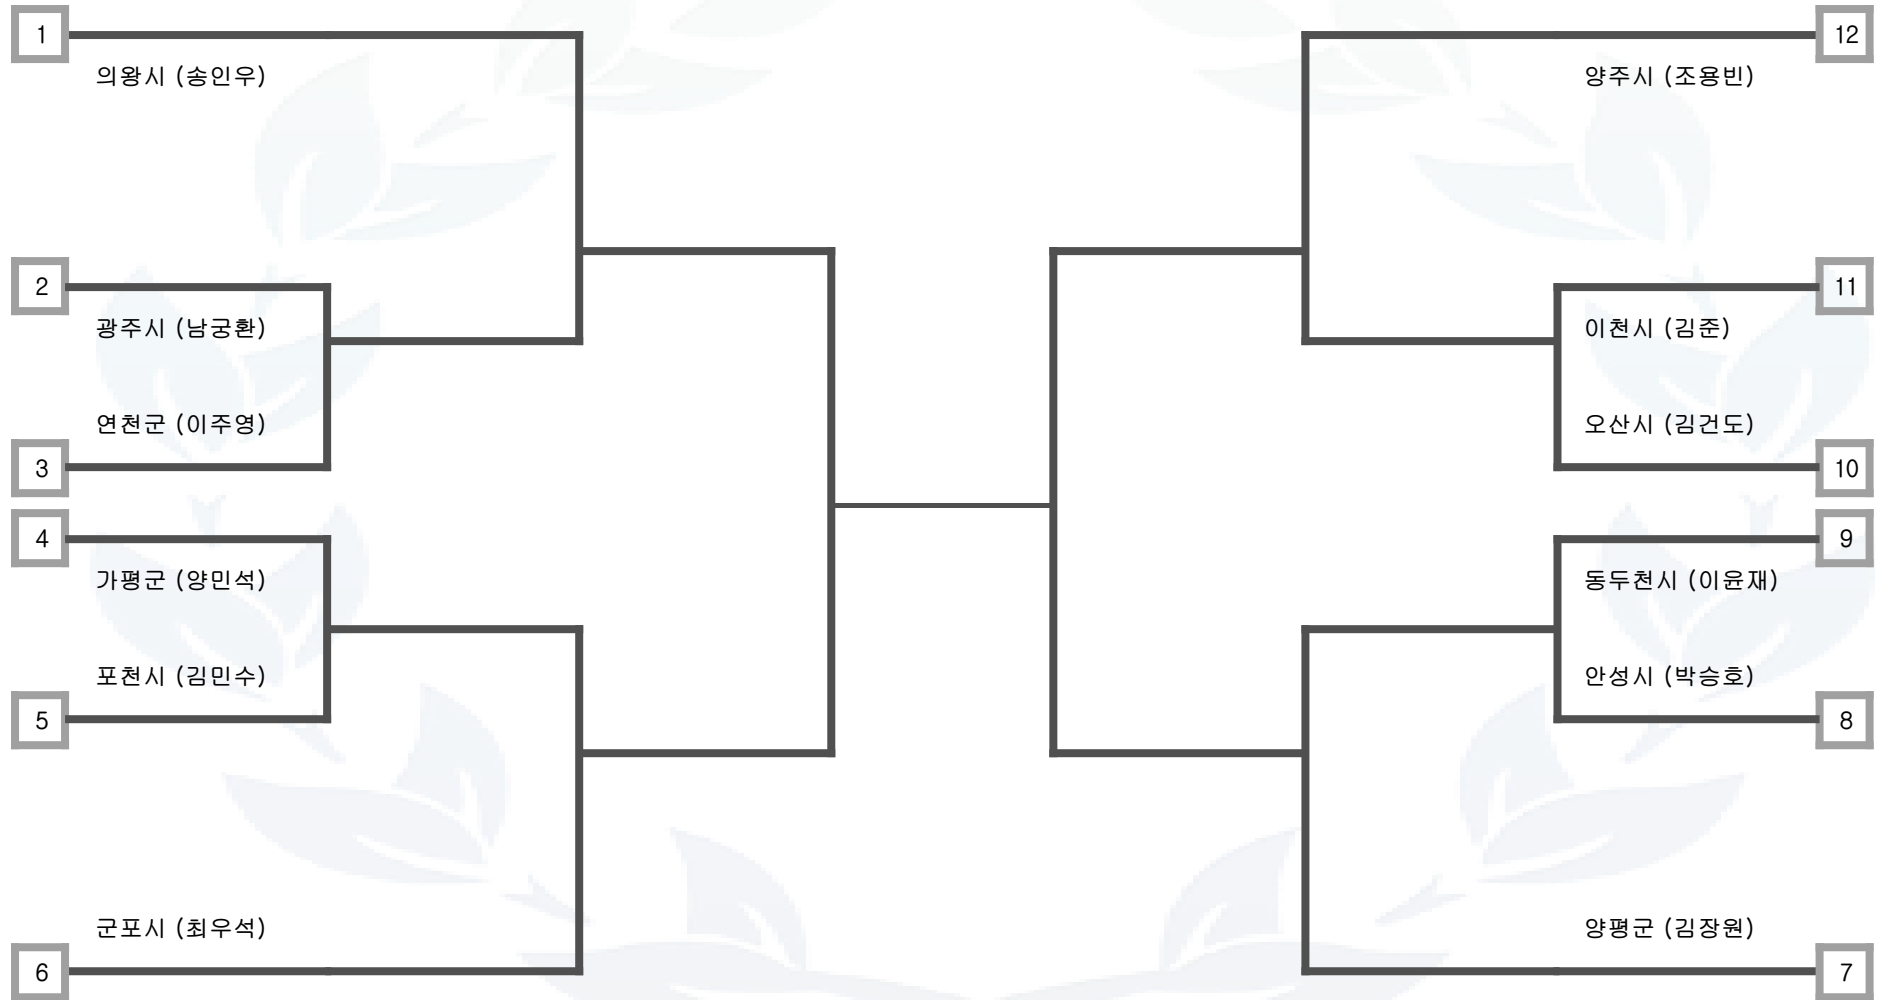 1
의왕시 (송인우)
2
광주시 (남궁환)
연천군 (이주영)
3
4
가평군 (양민석)
포천시 (김민수)
5
군포시 (최우석)
6
12
양주시 (조용빈)
11
이천시 (김준)
오산시 (김건도)
10
9
동두천시 (이윤재)
안성시 (박승호)
8
양평군 (김장원)
7